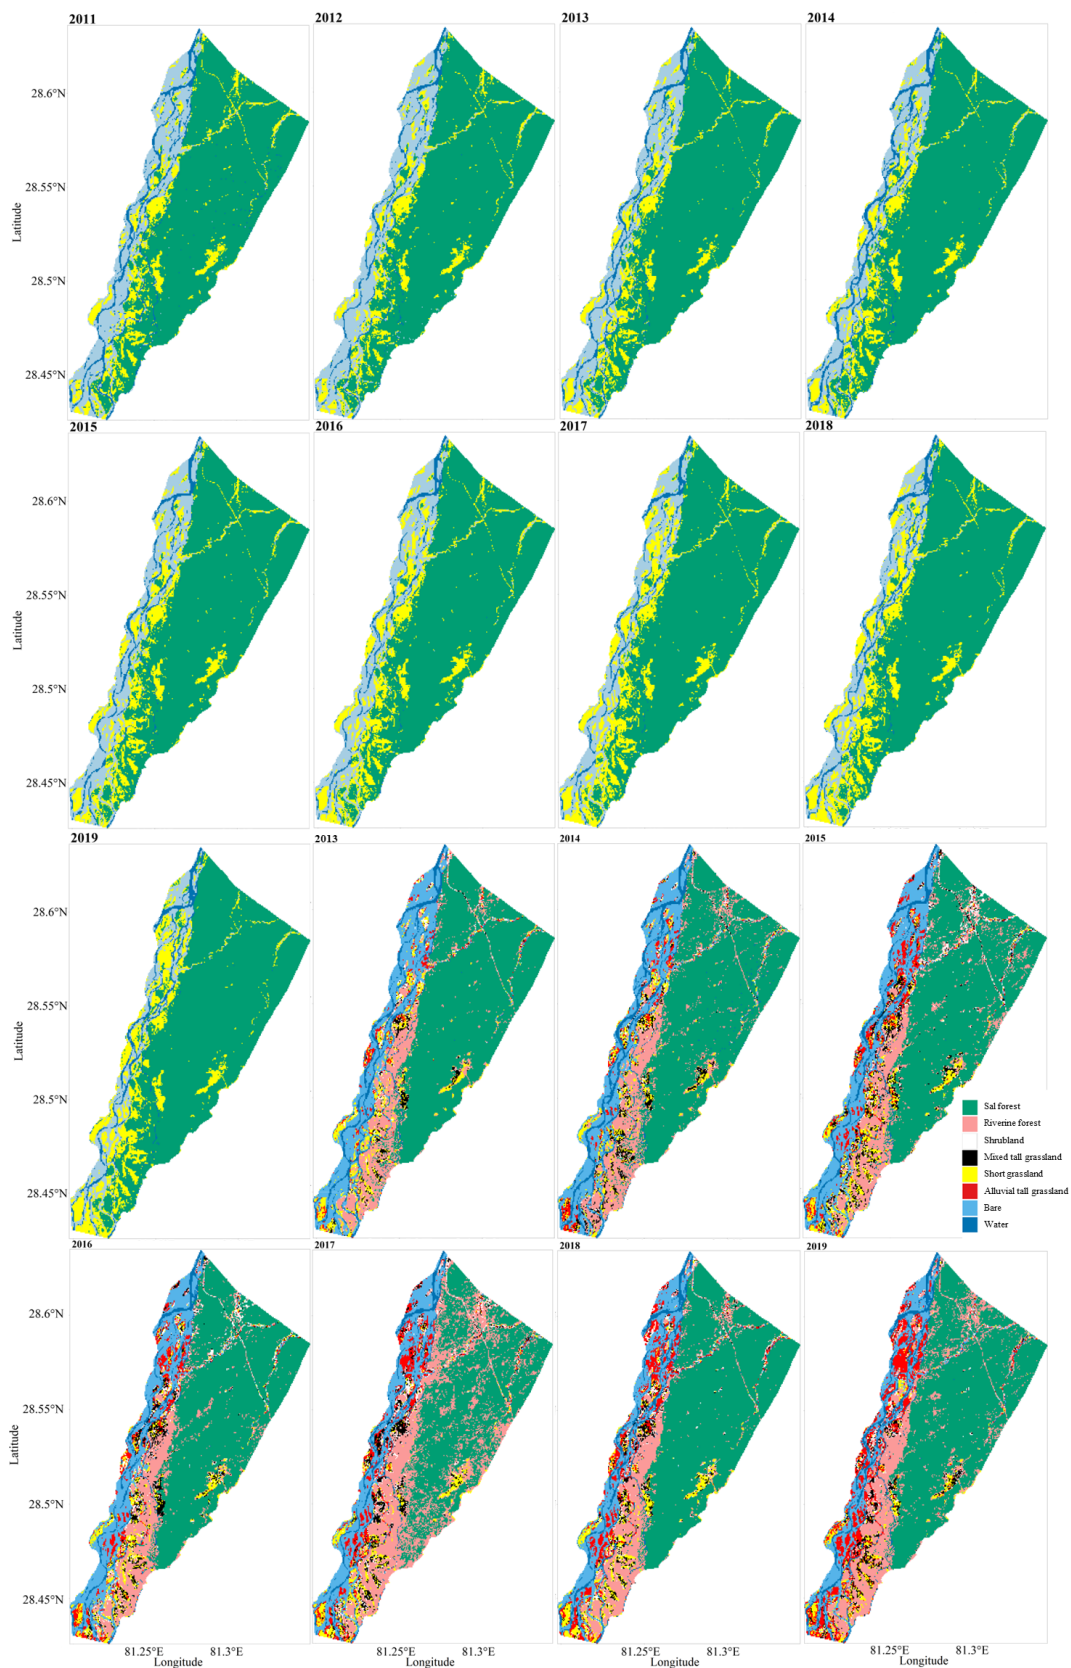 2011
2012
2013
2014
28.6°N
28.55°N
Latitude
28.5°N
28.45°N
2015
2016
2017
2018
28.6°N
28.55°N
Latitude
28.5°N
28.45°N
2019
2013
2014
2015
28.6°N
28.55°N
Latitude
28.5°N
28.45°N
Sal forest
Riverine forest
Shrubland
Mixed tall grassland
Short grassland
Alluvial tall grassland
Bare
Water
2016
2017
2018
2019
28.6°N
28.55°N
Latitude
28.5°N
28.45°N
81.25°E 81.3°E 81.25°E 81.3°E 81.25°E 81.3°E 81.25°E 81.3°E
Longitude Longitude Longitude Longitude